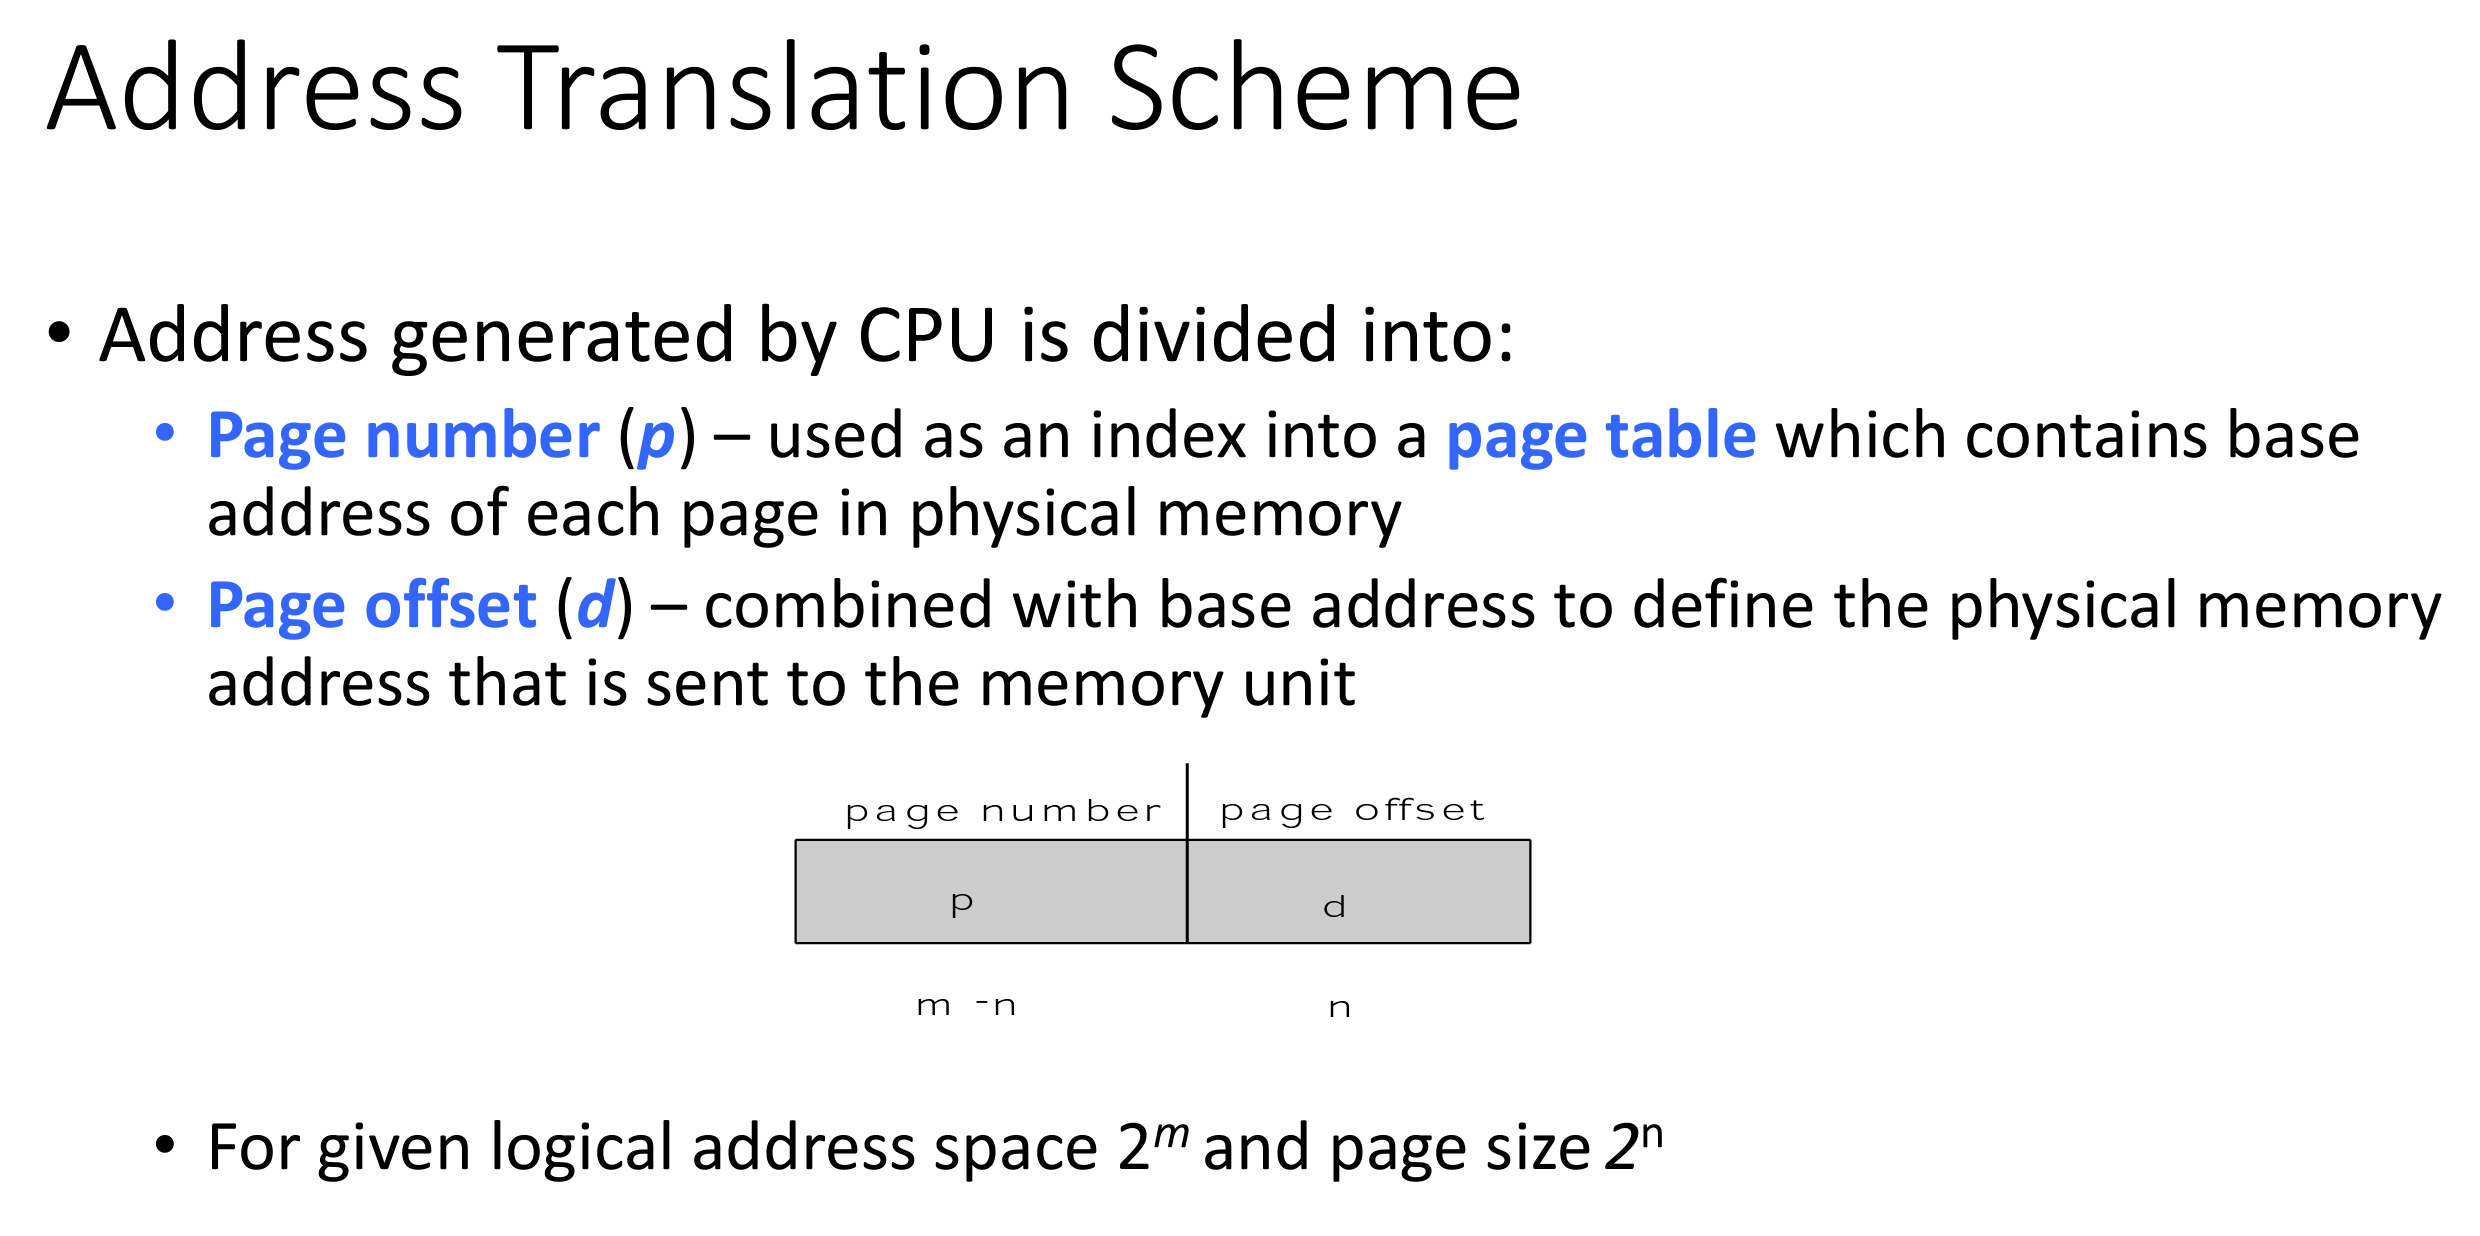 Address Translation Scheme
• Address generated by CPU is divided into:
• Page number (p) – used as an index into a page table which contains base
address of each page in physical memory
• Page offset (d) – combined with base address to define the physical memory
address that is sent to the memory unit
page number page offset
p d
m -n n
• For given logical address space 2^m and page size 2^n